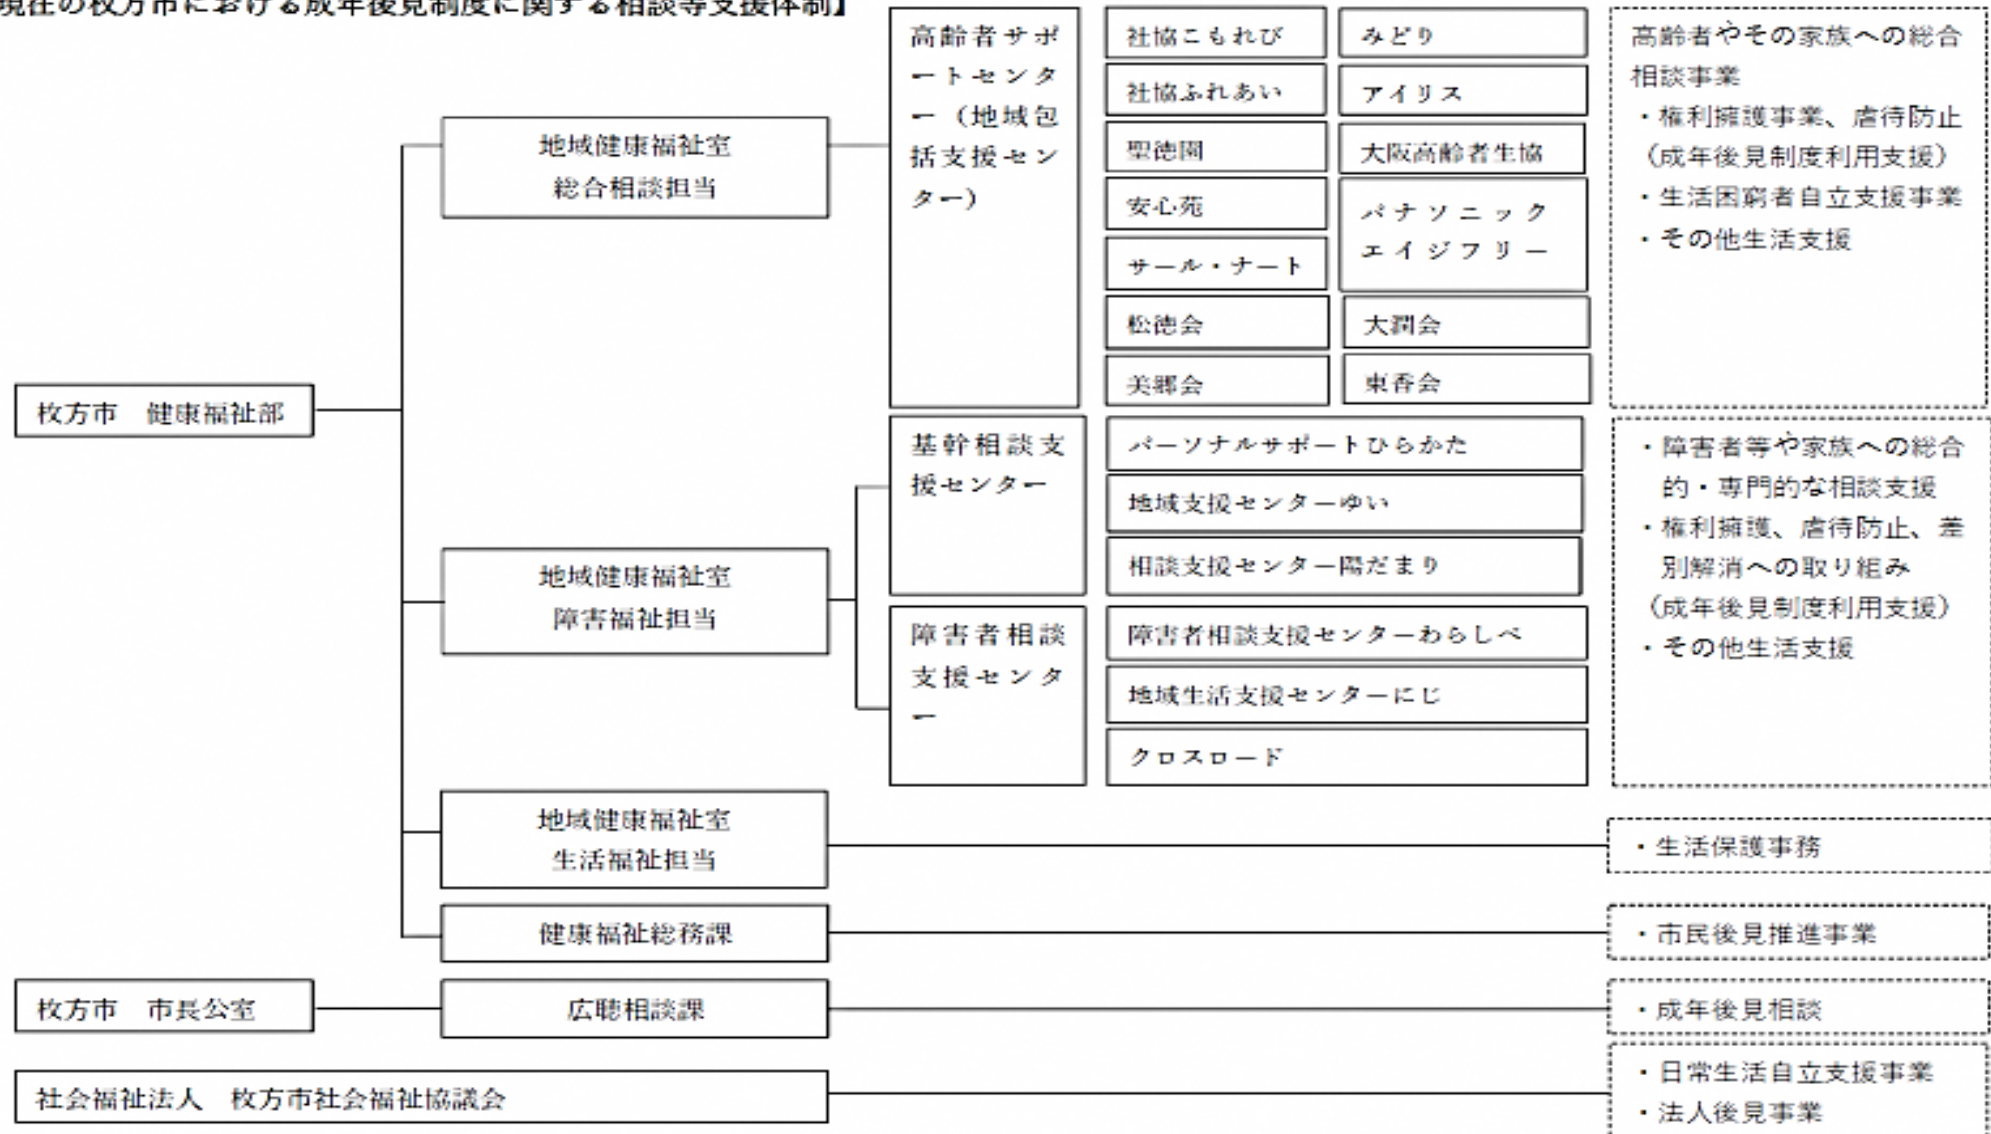 現在の枚方市における成年後見制度に関する相談等支援体制】
枚方市　健康福祉部
地域健康福祉室
総合相談担当
高齢者サポ
ートセンタ
ー（地域包
括支援セン
ター）
社協こもれび
みどり
社協ふれあい
アイリス
聖徳園
大阪高齢者生協
安心苑
パナソニック
エイジフリー
サール・ナート
松徳会
大潤会
美郷会
東香会
高齢者やその家族への総合
相談事業
・権利擁護事業、虐待防止
（成年後見制度利用支援）
・生活困窮者自立支援事業
・その他生活支援
地域健康福祉室
障害福祉担当
基幹相談支
援センター
パーソナルサポートひらかた
地域支援センターゆい
相談支援センター陽だまり
障害者相談
支援センタ
ー
障害者相談支援センターわらしべ
地域生活支援センターにじ
クロスロード
・障害者等や家族への総合
的・専門的な相談支援
・権利擁護、虐待防止、差
別解消への取り組み
（成年後見制度利用支援）
・その他生活支援
地域健康福祉室
生活福祉担当
・生活保護事務
健康福祉総務課
・市民後見推進事業
枚方市　市長公室
広聴相談課
・成年後見相談
社会福祉法人　枚方市社会福祉協議会
・日常生活自立支援事業
・法人後見事業